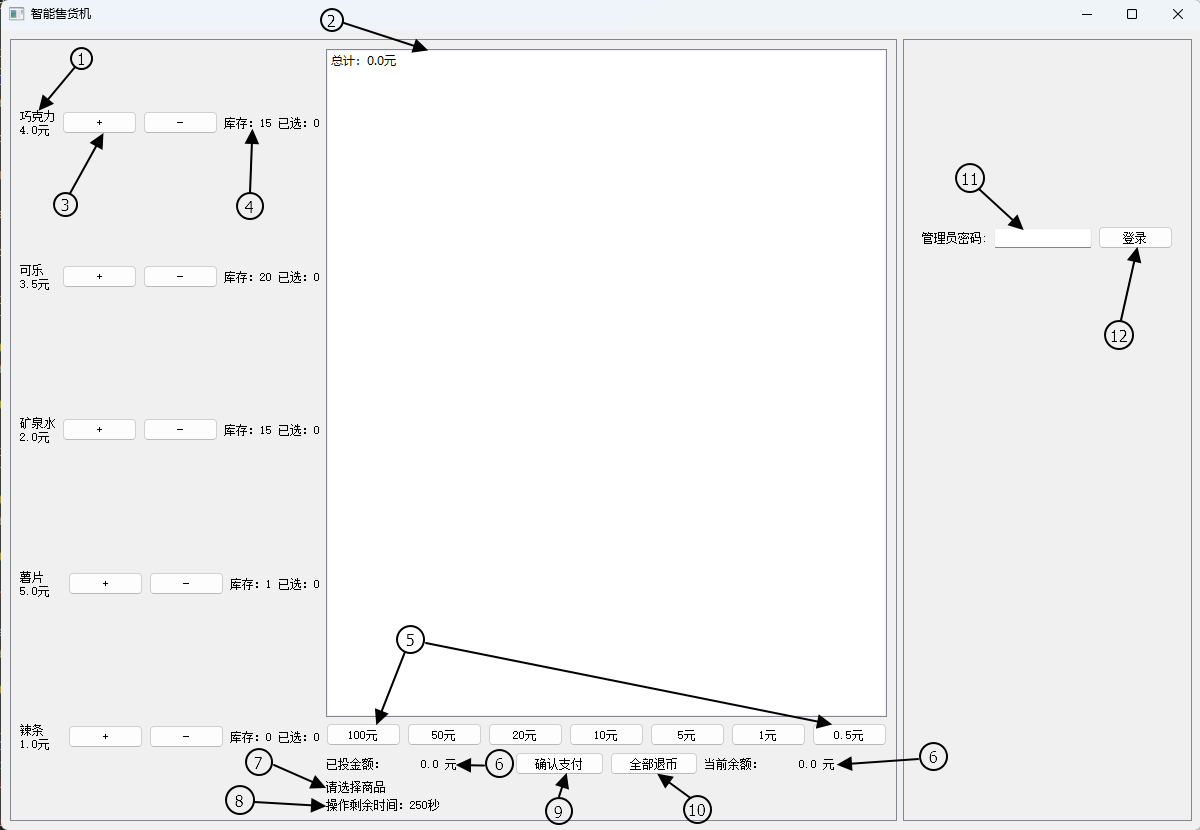 智能售货机
②
①
总计：0.0元
巧克力
4.0元
+ - 库存：15 已选：0
③
④
⑪
管理员密码：
登录
可乐
3.5元
+ - 库存：20 已选：0
⑫
矿泉水
2.0元
+ - 库存：15 已选：0
薯片
5.0元
+ - 库存：1 已选：0
⑤
辣条
1.0元
+ - 库存：0 已选：0
100元 50元 20元 10元 5元 1元 0.5元
已投金额： 0.0 元 ⑥ 确认支付 全部退币 当前余额： 0.0 元 ⑥
⑦ 请选择商品
⑧ 操作剩余时间：250秒
⑨
⑩